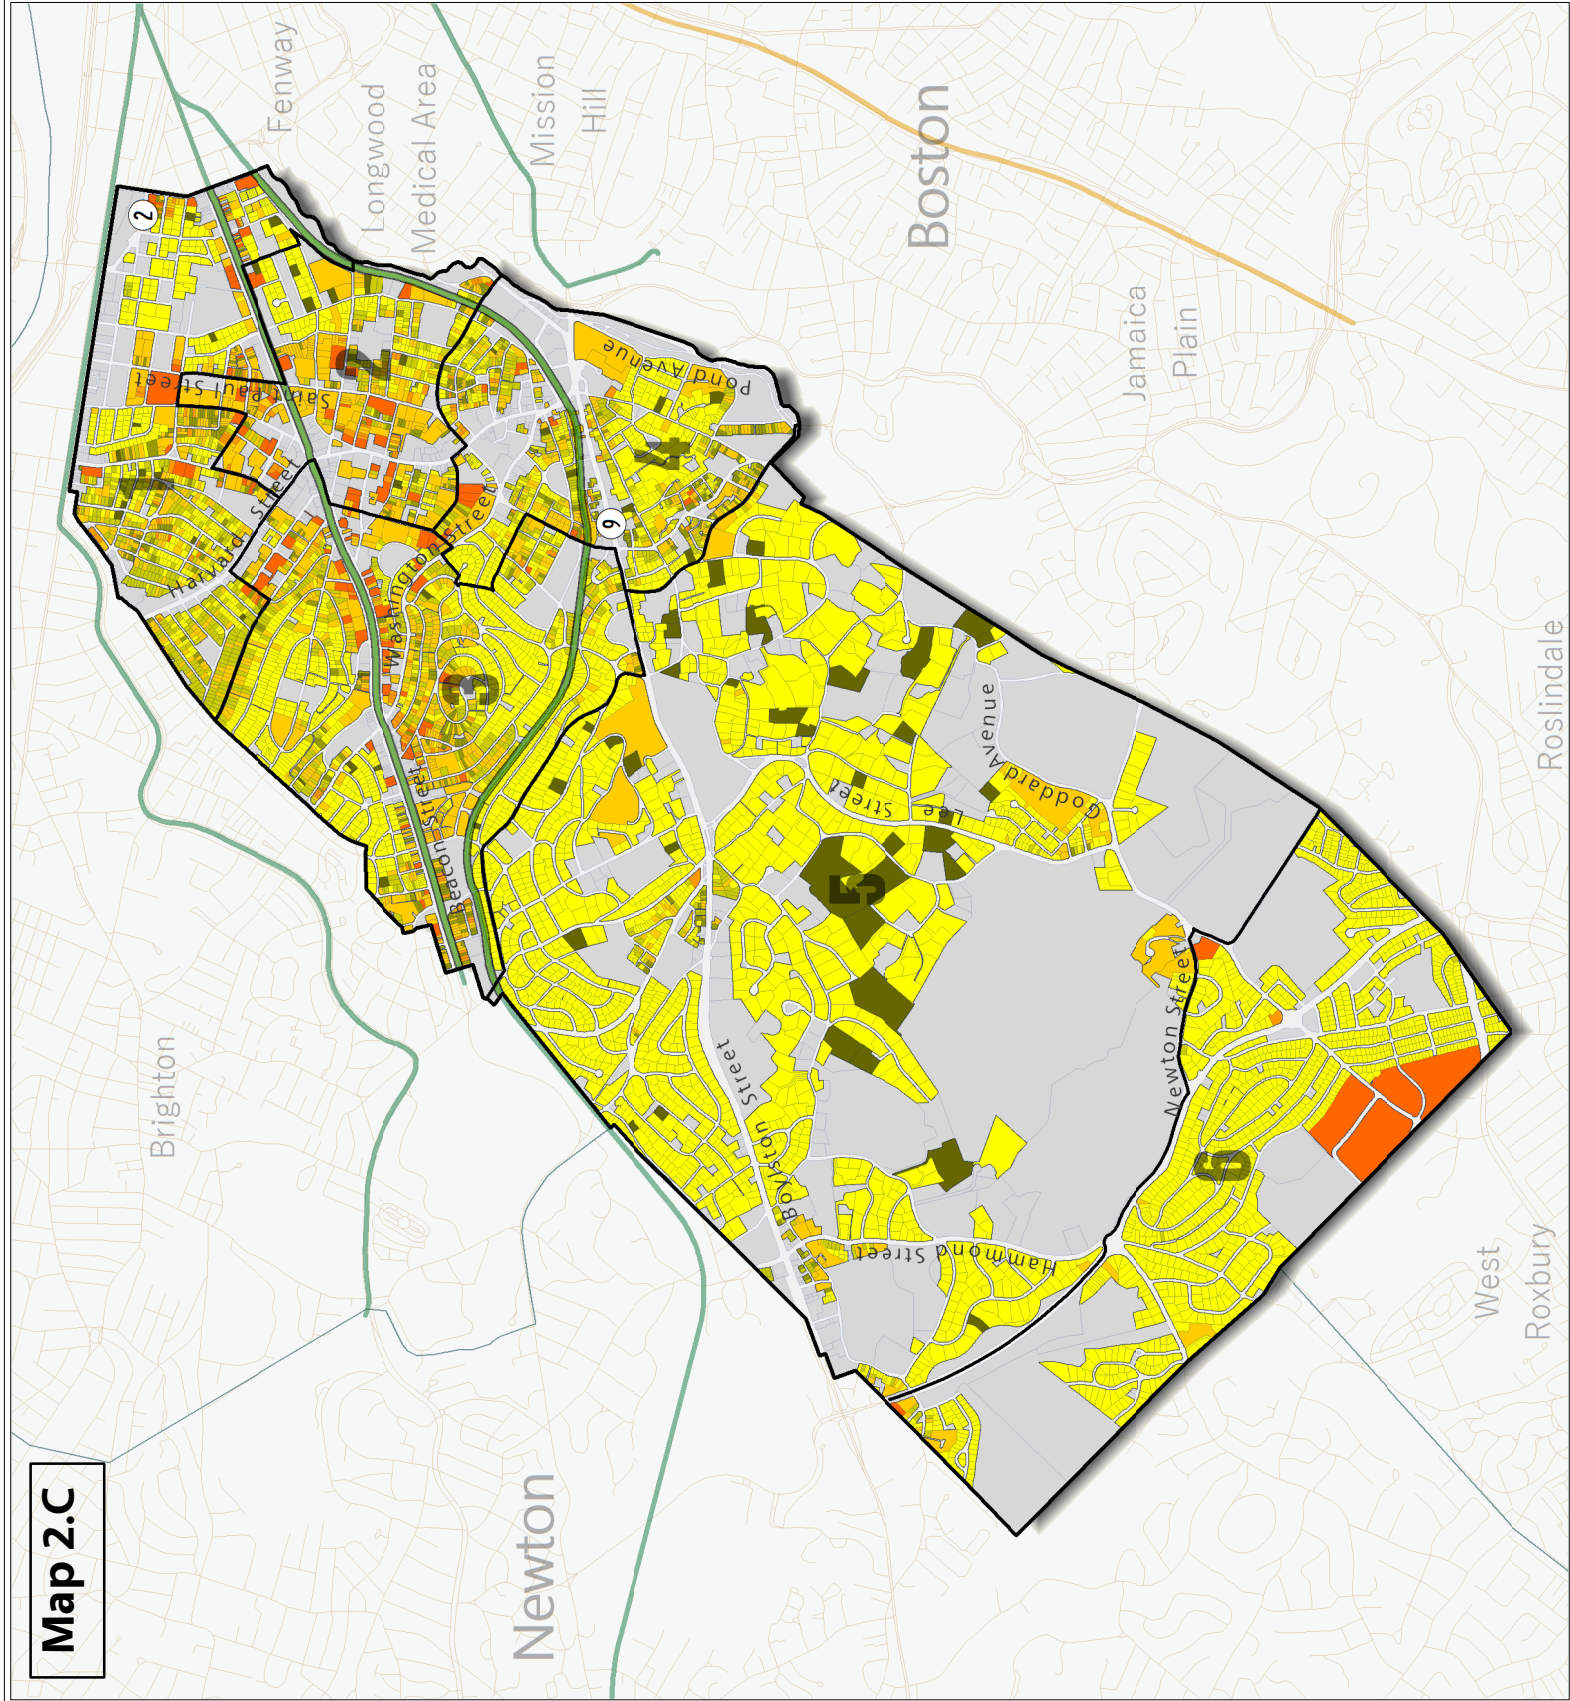 Map 2.C
Newton
Brighton
Fenway
Longwood
Medical Area
Mission
Hill
Boston
Jamaica
Plain
Roslindale
West
Roxbury
2
9
1
2
3
4
5
6
Harvard Street
Saint Paul Street
Washington Street
Beacon Street
Pond Avenue
Boylston Street
Lee Street
Goddard Avenue
Newton Street
Hammond Street